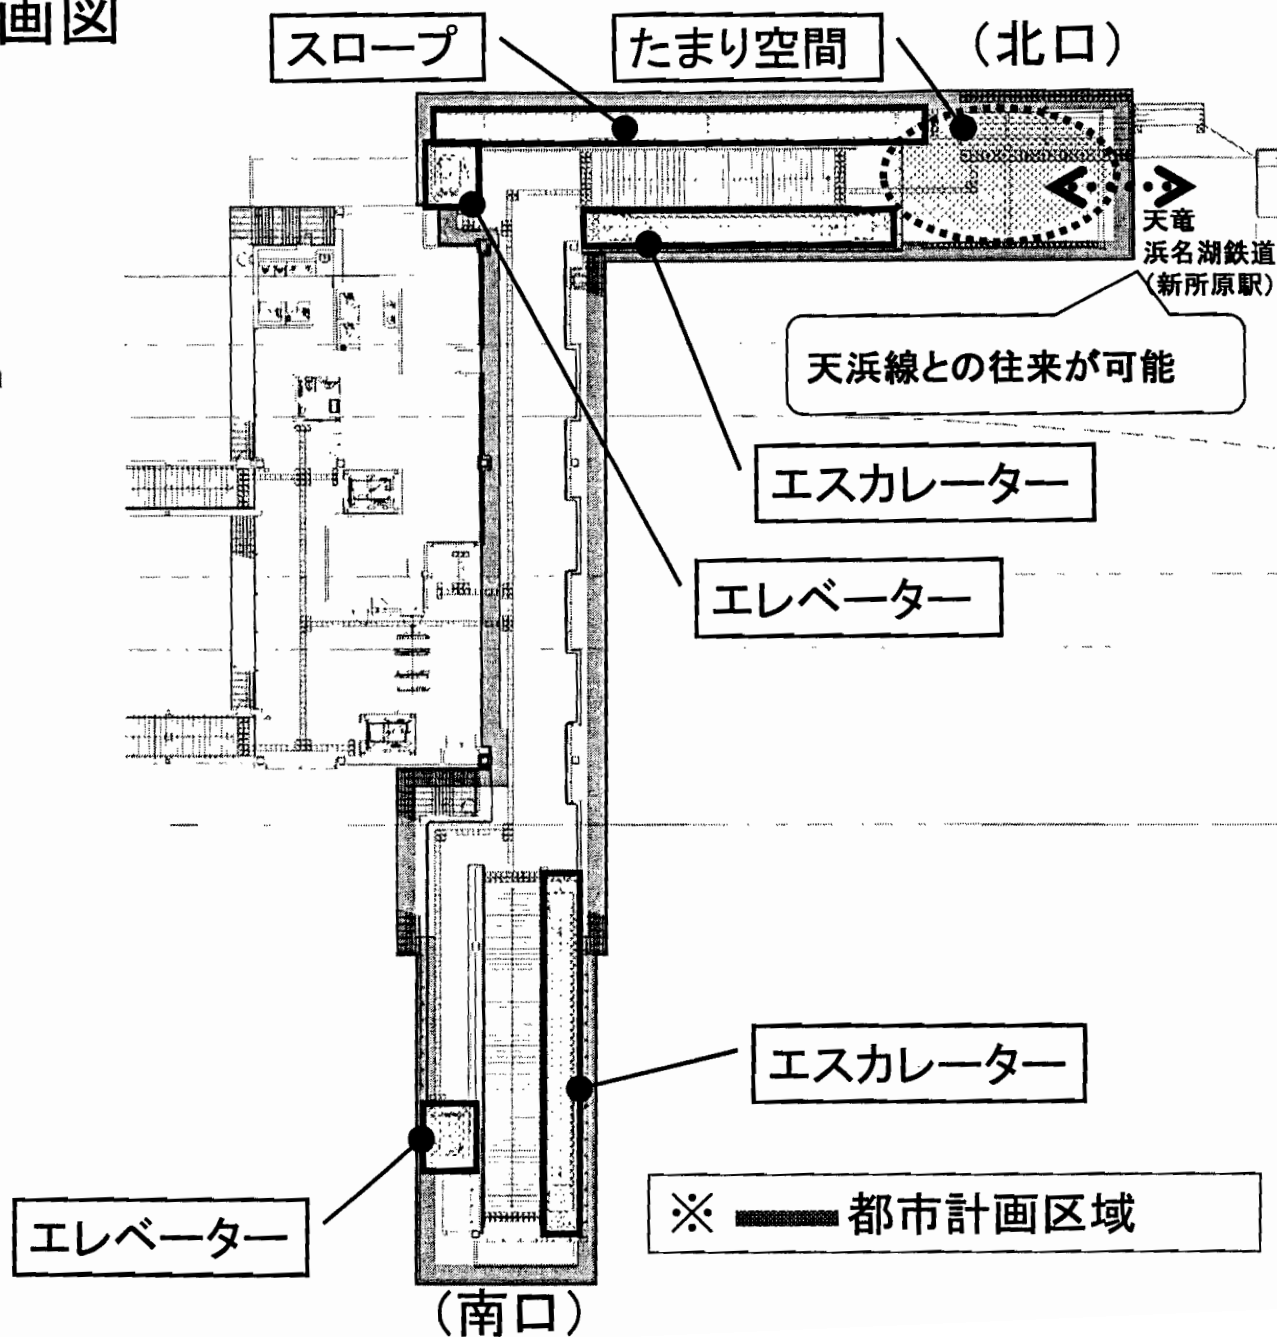 画図
スロープ
たまり空間
（北口）
天竜
浜名湖鉄道
（新所原駅）
天浜線との往来が可能
エスカレーター
エレベーター
エスカレーター
エレベーター
※ 都市計画区域
（南口）